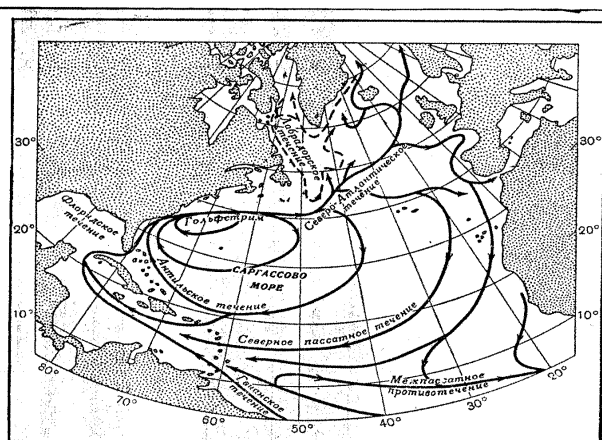 30°
20°
10°
80°
70°
60°
50°
40°
30°
20°
10°
20°
30°
Лабрадорское
течение
Северо-Атлантическое
течение
Флоридское
течение
Гольфстрим
Антильское течение
САРГАССОВО
МОРЕ
Северное пассатное течение
Гвианское
течение
Межпассатное
противотечение